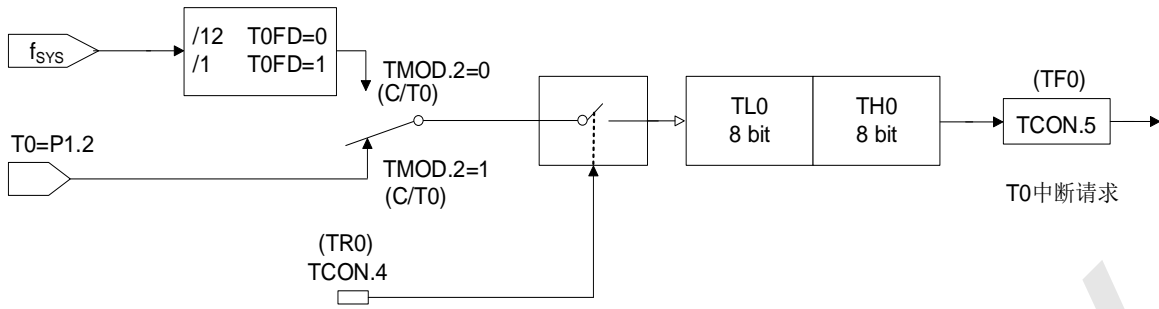 f_SYS
/12 T0FD=0
/1 T0FD=1
TMOD.2=0
(C/T0)
T0=P1.2
TMOD.2=1
(C/T0)
(TR0)
TCON.4
TL0
8 bit
TH0
8 bit
(TF0)
TCON.5
T0中断请求